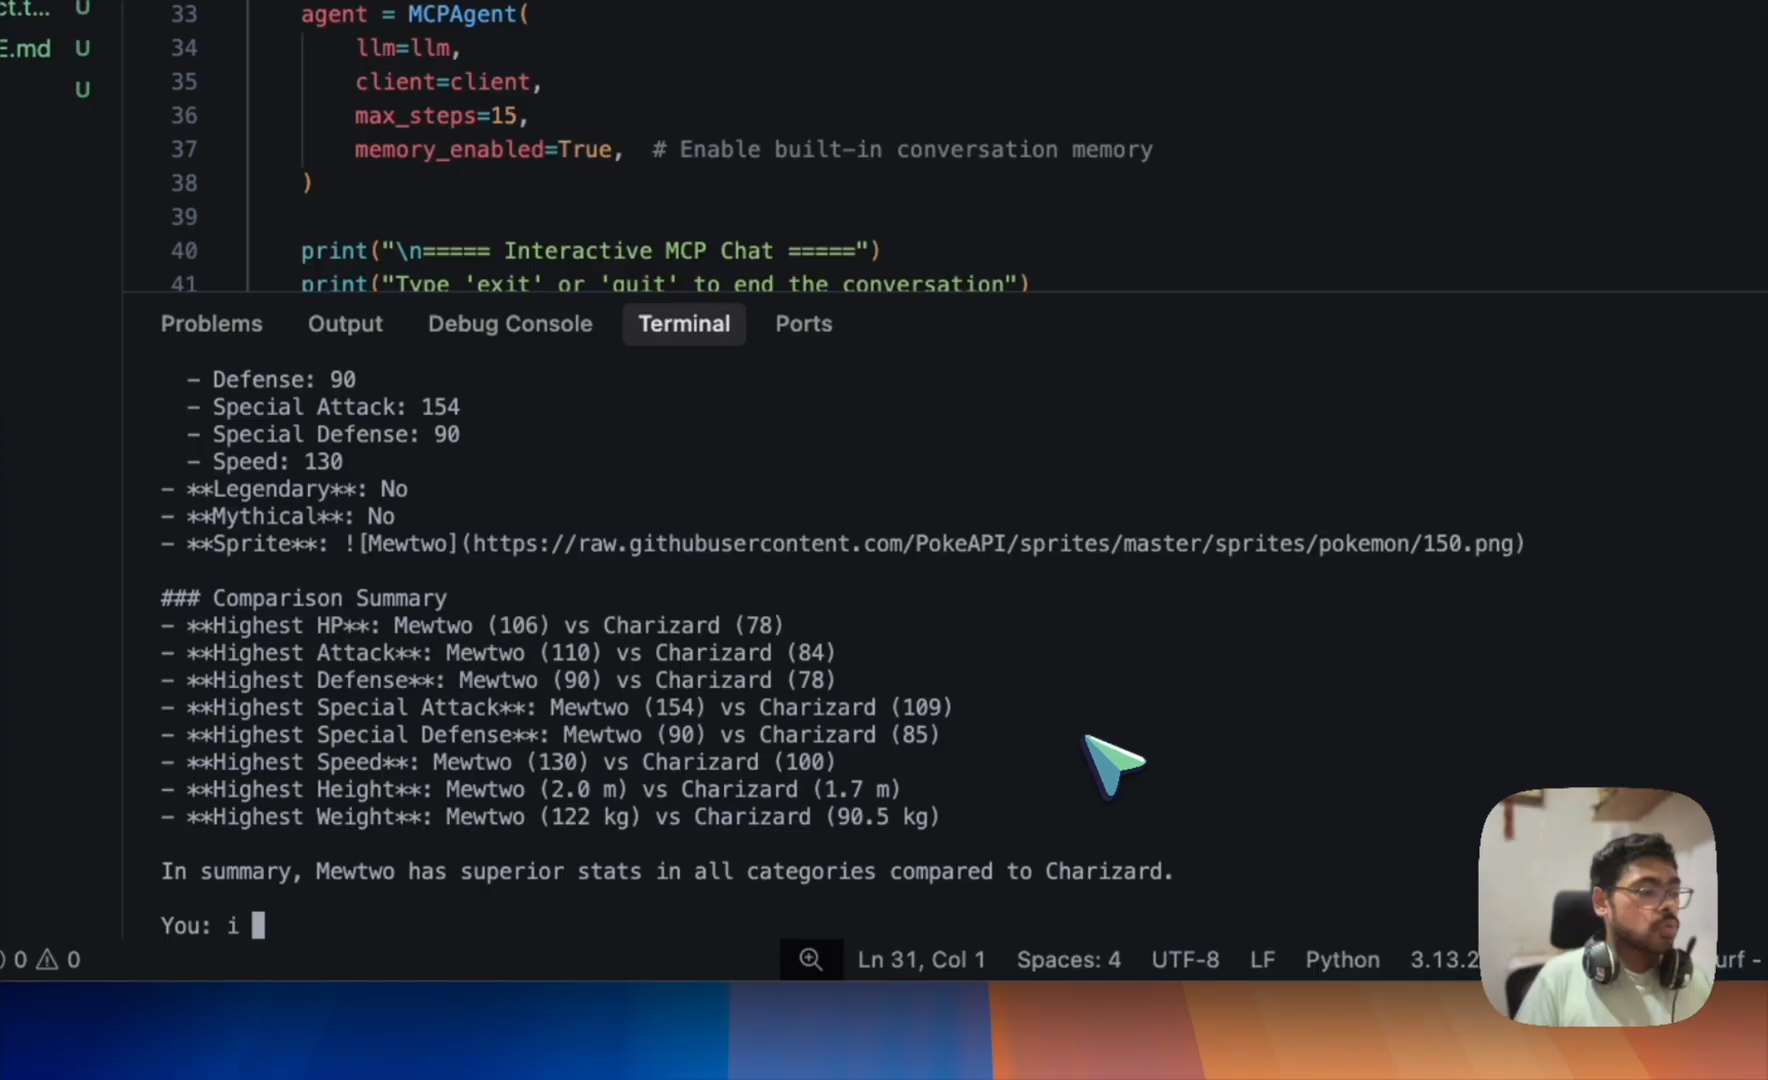 ct.t... U
E.md U
U
33 agent = MCPAgent(
34 llm=llm,
35 client=client,
36 max_steps=15,
37 memory_enabled=True, # Enable built-in conversation memory
38 )
39
40 print("\n===== Interactive MCP Chat =====")
41 print("Type 'exit' or 'quit' to end the conversation")
Problems Output Debug Console Terminal Ports
- Defense: 90
- Special Attack: 154
- Special Defense: 90
- Speed: 130
- **Legendary**: No
- **Mythical**: No
- **Sprite**: ![Mewtwo](https://raw.githubusercontent.com/PokeAPI/sprites/master/sprites/pokemon/150.png)
### Comparison Summary
- **Highest HP**: Mewtwo (106) vs Charizard (78)
- **Highest Attack**: Mewtwo (110) vs Charizard (84)
- **Highest Defense**: Mewtwo (90) vs Charizard (78)
- **Highest Special Attack**: Mewtwo (154) vs Charizard (109)
- **Highest Special Defense**: Mewtwo (90) vs Charizard (85)
- **Highest Speed**: Mewtwo (130) vs Charizard (100)
- **Highest Height**: Mewtwo (2.0 m) vs Charizard (1.7 m)
- **Highest Weight**: Mewtwo (122 kg) vs Charizard (90.5 kg)
In summary, Mewtwo has superior stats in all categories compared to Charizard.
You: i
0 0 Ln 31, Col 1 Spaces: 4 UTF-8 LF Python 3.13.2 urf -